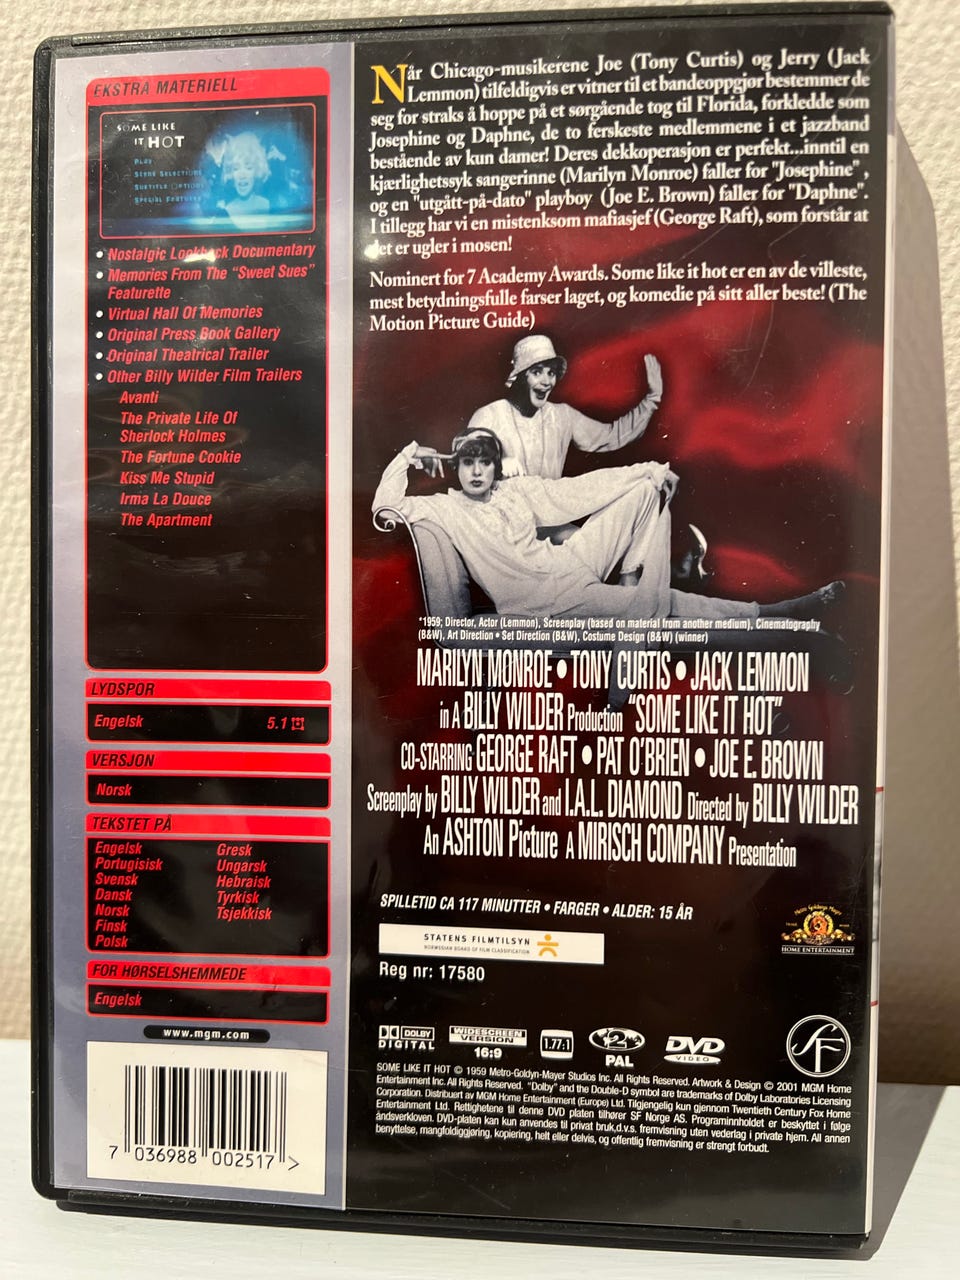 EKSTRA MATERIELL
SOME LIKE
IT HOT
PLAY
SCENE SELECTIONS
SUBTITLE OPTIONS
SPECIAL FEATURES
• Nostalgic Lookback Documentary
• Memories From The “Sweet Sues”
Featurette
• Virtual Hall Of Memories
• Original Press Book Gallery
• Original Theatrical Trailer
• Other Billy Wilder Film Trailers
Avanti
The Private Life Of
Sherlock Holmes
The Fortune Cookie
Kiss Me Stupid
Irma La Douce
The Apartment
LYDSPOR
Engelsk 5.1
VERSJON
Norsk
TEKSTET PÅ
Engelsk Gresk
Portugisisk Ungarsk
Svensk Hebraisk
Dansk Tyrkisk
Norsk Tsjekkisk
Finsk
Polsk
FOR HØRSELSHEMMEDE
Engelsk
www.mgm.com
7 036988 002517 >
Når Chicago-musikerene Joe (Tony Curtis) og Jerry (Jack
Lemmon) tilfeldigvis er vitner til et bandeoppgjør bestemmer de
seg for straks å hoppe på et sørgående tog til Florida, forkledde som
Josephine og Daphne, de to ferskeste medlemmene i et jazzband
bestående av kun damer! Deres dekkoperasjon er perfekt...inntil en
kjærlighetssyk sangerinne (Marilyn Monroe) faller for "Josephine",
og en "utgått-på-dato" playboy (Joe E. Brown) faller for "Daphne".
I tillegg har vi en mistenksom mafiasjef (George Raft), som forstår at
det er ugler i mosen!
Nominert for 7 Academy Awards. Some like it hot er en av de villeste,
mest betydningsfulle farser laget, og komedie på sitt aller beste! (The
Motion Picture Guide)
*1959; Director, Actor (Lemmon), Screenplay (based on material from another medium), Cinematography
(B&W), Art Direction • Set Direction (B&W), Costume Design (B&W) (winner)
MARILYN MONROE • TONY CURTIS • JACK LEMMON
in A BILLY WILDER Production "SOME LIKE IT HOT"
CO-STARRING GEORGE RAFT • PAT O'BRIEN • JOE E. BROWN
Screenplay by BILLY WILDER and I.A.L. DIAMOND Directed by BILLY WILDER
An ASHTON Picture A MIRISCH COMPANY Presentation
SPILLETID CA 117 MINUTTER • FARGER • ALDER: 15 ÅR
STATENS FILMTILSYN
NORWEGIAN BOARD OF FILM CLASSIFICATION
Reg nr: 17580
Metro Goldwyn Mayer
HOME ENTERTAINMENT
DOLBY
DIGITAL
WIDESCREEN
VERSION
16:9
1.77:1
2
PAL
DVD
VIDEO
SF
SOME LIKE IT HOT © 1959 Metro-Goldyn-Mayer Studios Inc. All Rights Reserved. Artwork & Design © 2001 MGM Home
Entertainment Inc. All Rights Reserved. "Dolby" and the Double-D symbol are trademarks of Dolby Laboratories Licensing
Corporation. Distribuert av MGM Home Entertainment (Europe) Ltd. Tilgjengelig kun gjennom Twentieth Century Fox Home
Entertainment Ltd. Rettighetene til denne DVD platen tilhører SF Norge AS. Programinnholdet er beskyttet i følge
åndsverkloven. DVD-platen kan kun anvendes til privat bruk,d.v.s. fremvisning uten vederlag i private hjem. All annen
benyttelse, mangfoldiggjøring, kopiering, helt eller delvis, og offentlig fremvisning er strengt forbudt.